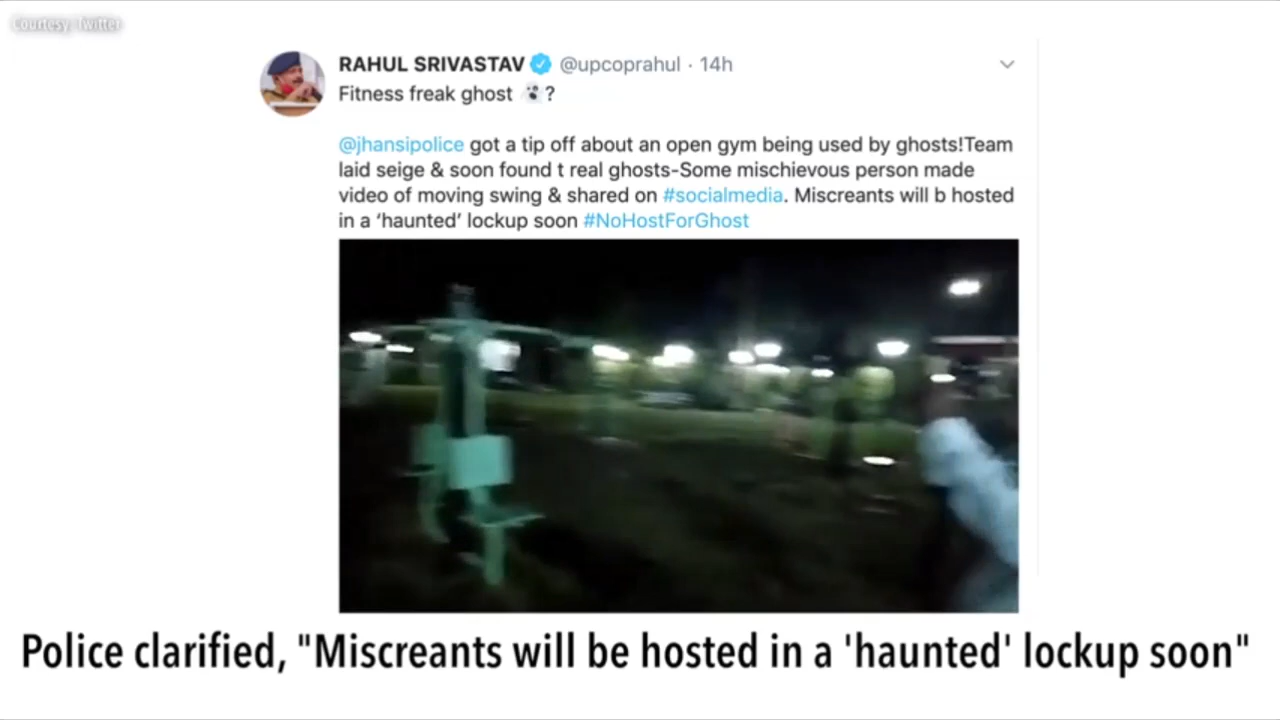 Courtesy: Twitter
RAHUL SRIVASTAV @upcoprahul · 14h
Fitness freak ghost 👻?
@jhansipolice got a tip off about an open gym being used by ghosts!Team
laid seige & soon found t real ghosts-Some mischievous person made
video of moving swing & shared on #socialmedia. Miscreants will b hosted
in a ‘haunted’ lockup soon #NoHostForGhost
Police clarified, "Miscreants will be hosted in a 'haunted' lockup soon"